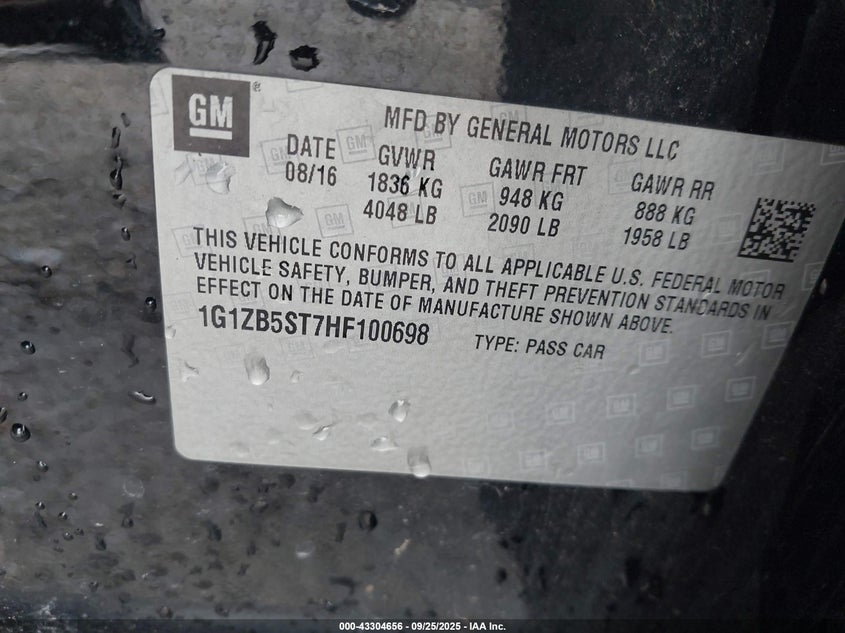 GM ®
MFD BY GENERAL MOTORS LLC
DATE GVWR GAWR FRT GAWR RR
08/16 1836 KG 948 KG 888 KG
4048 LB 2090 LB 1958 LB
THIS VEHICLE CONFORMS TO ALL APPLICABLE U.S. FEDERAL MOTOR
VEHICLE SAFETY, BUMPER, AND THEFT PREVENTION STANDARDS IN
EFFECT ON THE DATE OF MANUFACTURE SHOWN ABOVE.
1G1ZB5ST7HF100698 TYPE: PASS CAR
000-43304656 - 09/25/2025 - IAA Inc.